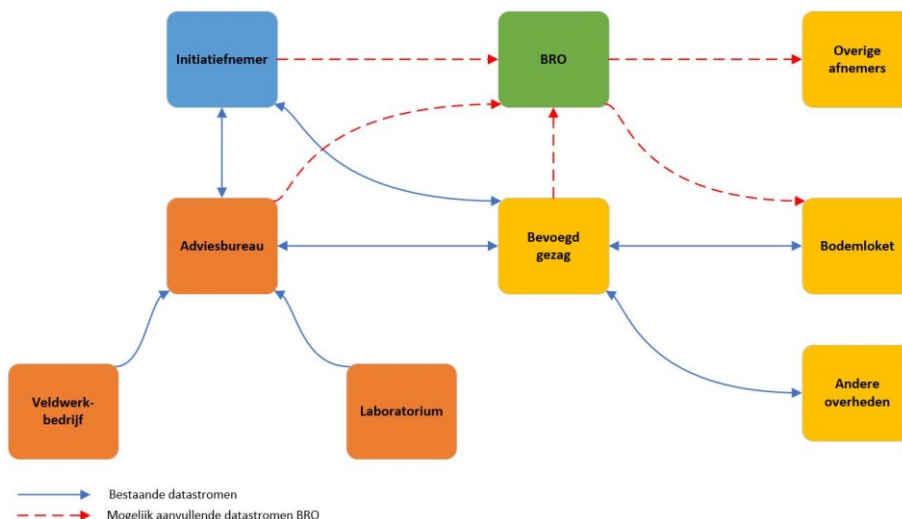 Initiatiefnemer
BRO
Overige
afnemers
Adviesbureau
Bevoegd
gezag
Bodemloket
Veldwerk-
bedrijf
Laboratorium
Andere
overheden
Bestaande datastromen
Mogelijk aanvullende datastromen BRO